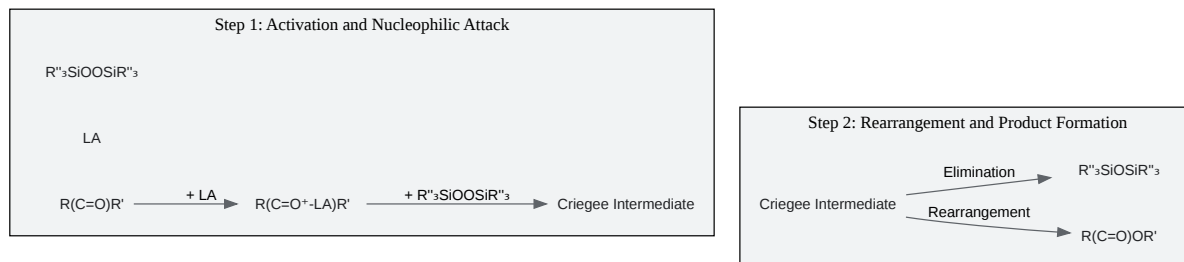 Step 1: Activation and Nucleophilic Attack
R"₃SiOOSiR"₃
LA
R(C=O)R'
+ LA
R(C=O⁺-LA)R'
+ R"₃SiOOSiR"₃
Criegee Intermediate
Step 2: Rearrangement and Product Formation
Criegee Intermediate
Elimination
R"₃SiOSiR"₃
Rearrangement
R(C=O)OR'